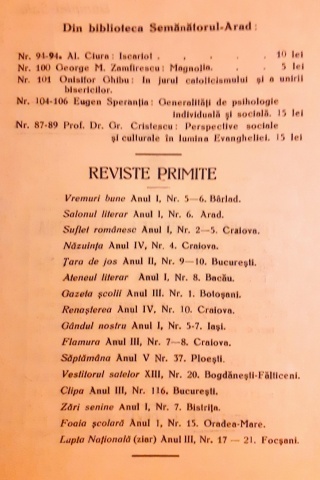 Din biblioteca Semănătorul-Arad:
Nr. 91-94. Al. Ciura: Iscariot . , . . . 10 lei
Nr. 100 George M. Zamfirescu: Magnolia. . 5 lei
Nr. 101 Onisifor Ghibu: În jurul catolicismului și a unirii
bisericilor.
Nr. 104-106 Eugen Speranția: Generalități de psihologie
individuală și socială. 15 lei
Nr. 87-89 Prof. Dr. Gr. Cristescu: Perspective sociale
și culturale în lumina Evangheliei. 15 lei
REVISTE PRIMITE
Vremuri bune Anul I, Nr. 5—6. Bârlad.
Salonul literar Anul I, Nr. 6. Arad.
Suflet românesc Anul I, Nr. 2—5. Craiova.
Năzuința Anul IV, Nr. 4. Craiova.
Țara de jos Anul II, Nr. 9—10. București.
Ateneul literar Anul I, Nr. 8. Bacău.
Gazeta școlii Anul III. Nr. 1. Botoșani.
Renașterea Anul IV, Nr. 10. Craiova.
Gândul nostru Anul I, Nr. 5-7. Iași.
Flamura Anul III, Nr. 7—8. Craiova.
Săptămâna Anul V Nr. 37. Ploești.
Vestitorul satelor XIII, Nr. 20. Bogdănești-Fălticeni.
Clipa Anul III, Nr. 116. București.
Zări senine Anul I, Nr. 7. Bistrița.
Foaia școlară Anul I, Nr. 15. Oradea-Mare.
Lupta Națională (ziar) Anul III, Nr. 17 — 21. Focșani.